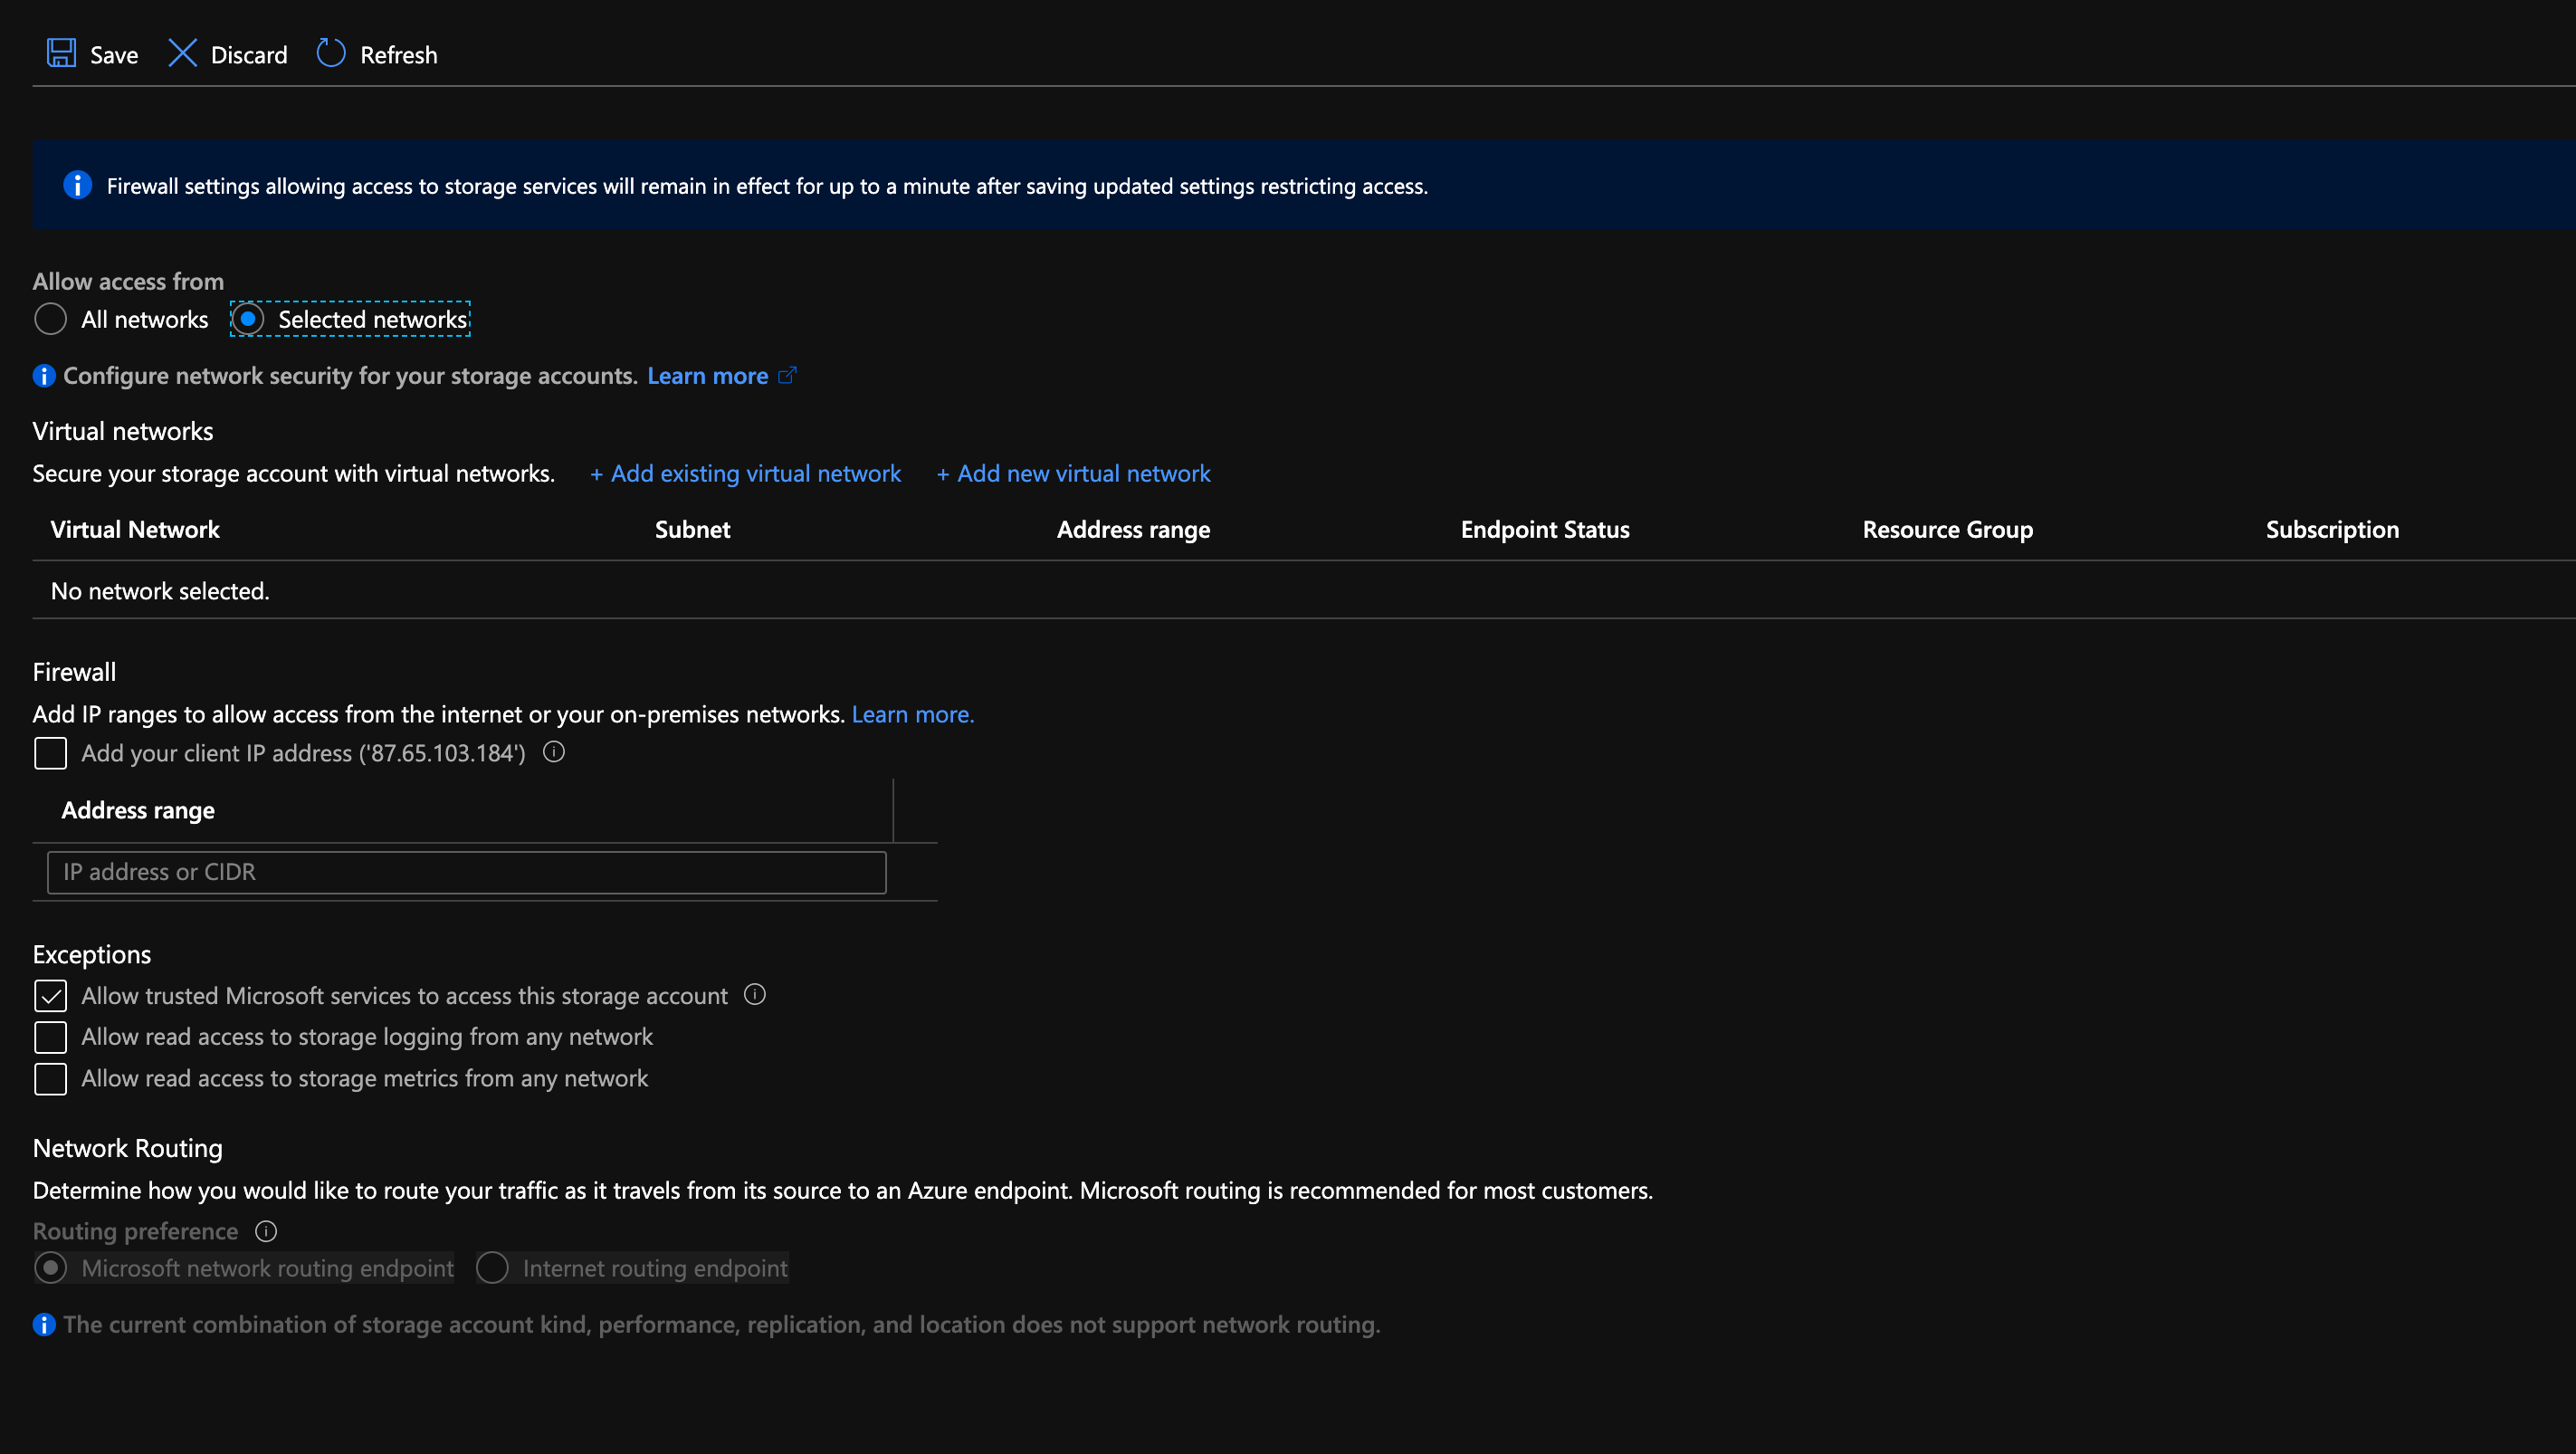 Save Discard Refresh
Firewall settings allowing access to storage services will remain in effect for up to a minute after saving updated settings restricting access.
Allow access from
All networks Selected networks
Configure network security for your storage accounts. Learn more
Virtual networks
Secure your storage account with virtual networks. + Add existing virtual network + Add new virtual network
Virtual Network Subnet Address range Endpoint Status Resource Group Subscription
No network selected.
Firewall
Add IP ranges to allow access from the internet or your on-premises networks. Learn more.
Add your client IP address ('87.65.103.184')
Address range
IP address or CIDR
Exceptions
Allow trusted Microsoft services to access this storage account
Allow read access to storage logging from any network
Allow read access to storage metrics from any network
Network Routing
Determine how you would like to route your traffic as it travels from its source to an Azure endpoint. Microsoft routing is recommended for most customers.
Routing preference
Microsoft network routing endpoint Internet routing endpoint
The current combination of storage account kind, performance, replication, and location does not support network routing.